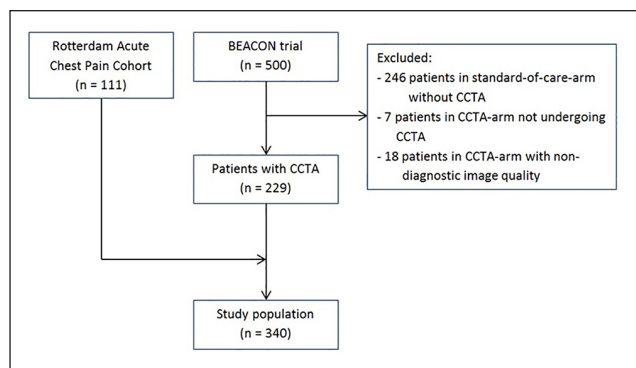 Rotterdam Acute
Chest Pain Cohort
(n = 111)
BEACON trial
(n = 500)
Excluded:
- 246 patients in standard-of-care-arm
without CCTA
- 7 patients in CCTA-arm not undergoing
CCTA
- 18 patients in CCTA-arm with non-
diagnostic image quality
Patients with CCTA
(n = 229)
Study population
(n = 340)